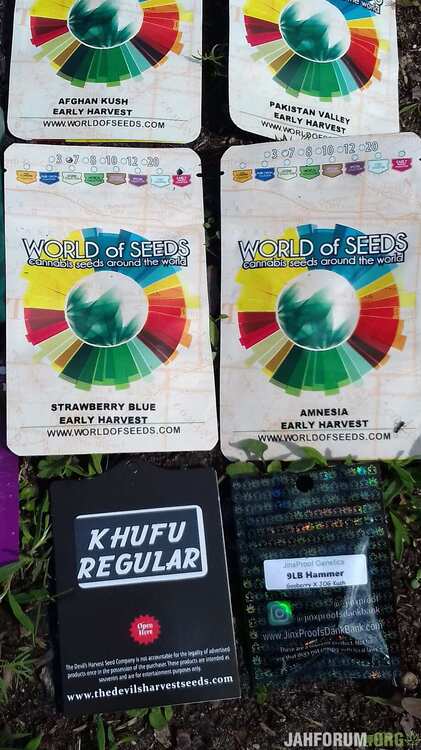 AFGHAN KUSH
EARLY HARVEST
WWW.WORLDOFSEEDS.COM
PAKISTAN VALLEY
EARLY HARVEST
3 7 8 10 12 20
WORLD of SEEDS
cannabis seeds around the world
STRAWBERRY BLUE
EARLY HARVEST
WWW.WORLDOFSEEDS.COM
3 7 8 10 12 20
WORLD of SEEDS
cannabis seeds around the world
AMNESIA
EARLY HARVEST
WWW.WORLDOFSEEDS.COM
KHUFU
REGULAR
Open
Here
The Devils Harvest Seed Company is not accountable for the legality of advertised
products once in the possession of the purchaser. These products are intended as
souvenirs and are for entertainment purposes only.
www.thedevilsharvestseeds.com
JinxProof Genetics
9LB Hammer
Gooberry X JOG Kush
@jinxproof
@jinxproofsdankbank
www.JinxProofsDankBank.com
JAHFORUM.ORG